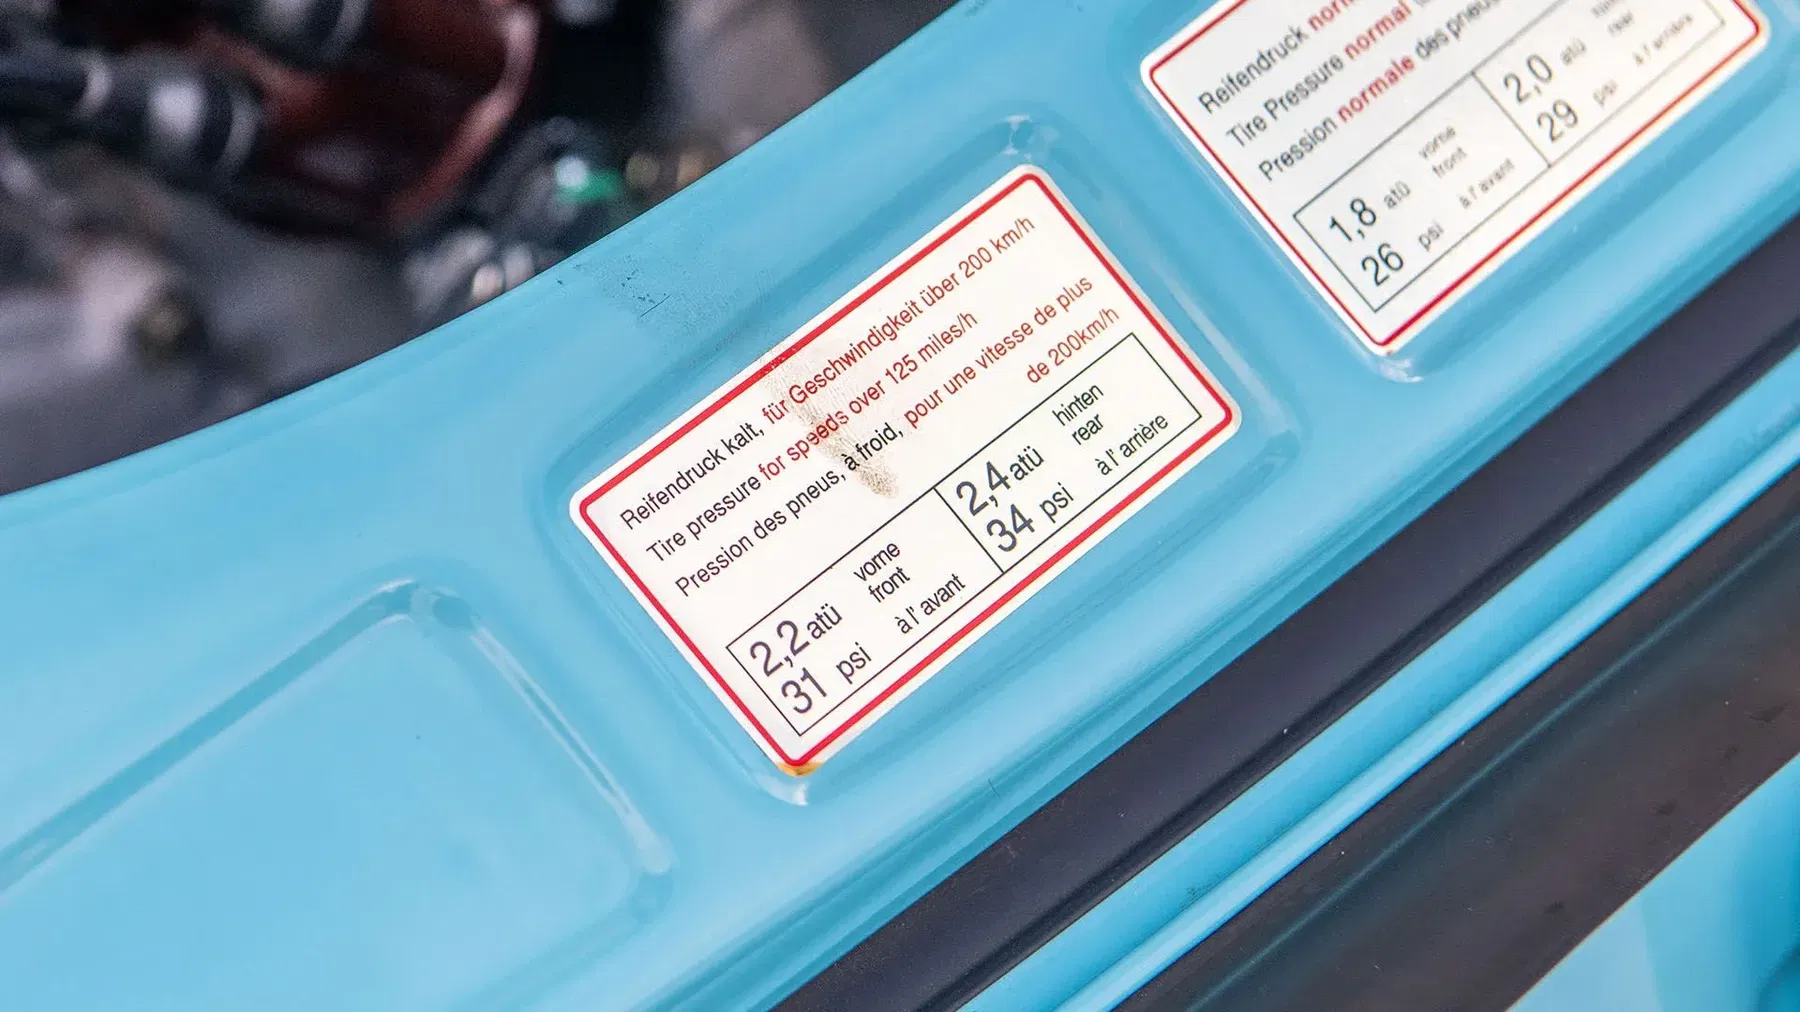 Reifendruck kalt, für Geschwindigkeit über 200 km/h
Tire pressure for speeds over 125 miles/h
Pression des pneus, à froid, pour une vitesse de plus
de 200km/h
2,2 atü vorne
31 psi front
à l' avant
2,4 atü hinten
34 psi rear
à l' arrière
Reifendruck
Tire Pressure normal
Pression normale des pneus
1,8 atü vorne
26 psi front
à l' avant
2,0 atü
29 psi rear
à l' arrière